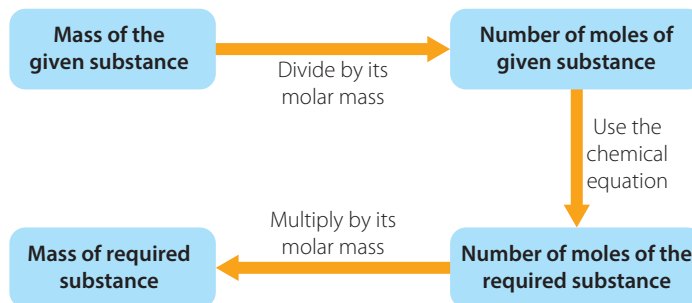 Mass of the
given substance
Divide by its
molar mass
Number of moles of
given substance
Use the
chemical
equation
Number of moles of the
required substance
Multiply by its
molar mass
Mass of required
substance